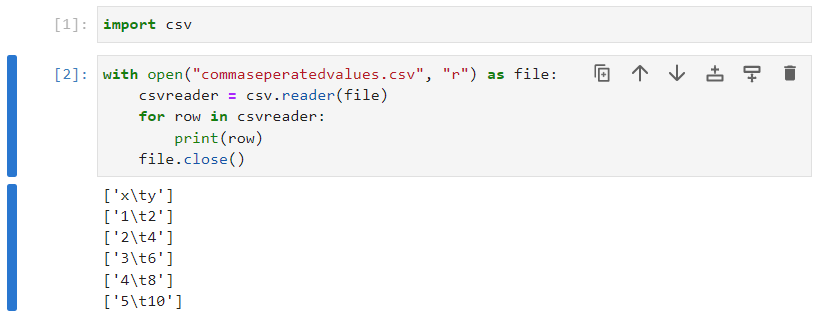 [1]: import csv
[2]: with open("commaseperatedvalues.csv", "r") as file:
    csvreader = csv.reader(file)
    for row in csvreader:
        print(row)
    file.close()
['x\ty']
['1\t2']
['2\t4']
['3\t6']
['4\t8']
['5\t10']